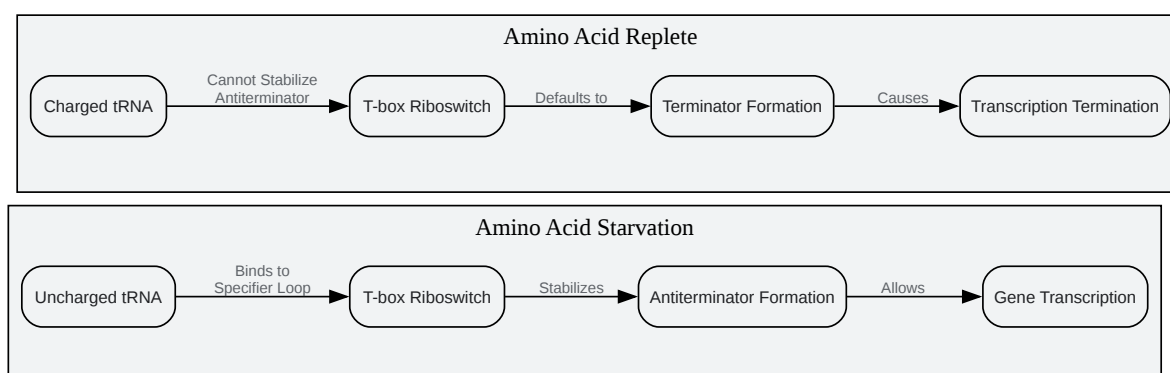 Amino Acid Replete
Charged tRNA
Cannot Stabilize
Antiterminator
T-box Riboswitch
Defaults to
Terminator Formation
Causes
Transcription Termination
Amino Acid Starvation
Uncharged tRNA
Binds to
Specifier Loop
T-box Riboswitch
Stabilizes
Antiterminator Formation
Allows
Gene Transcription